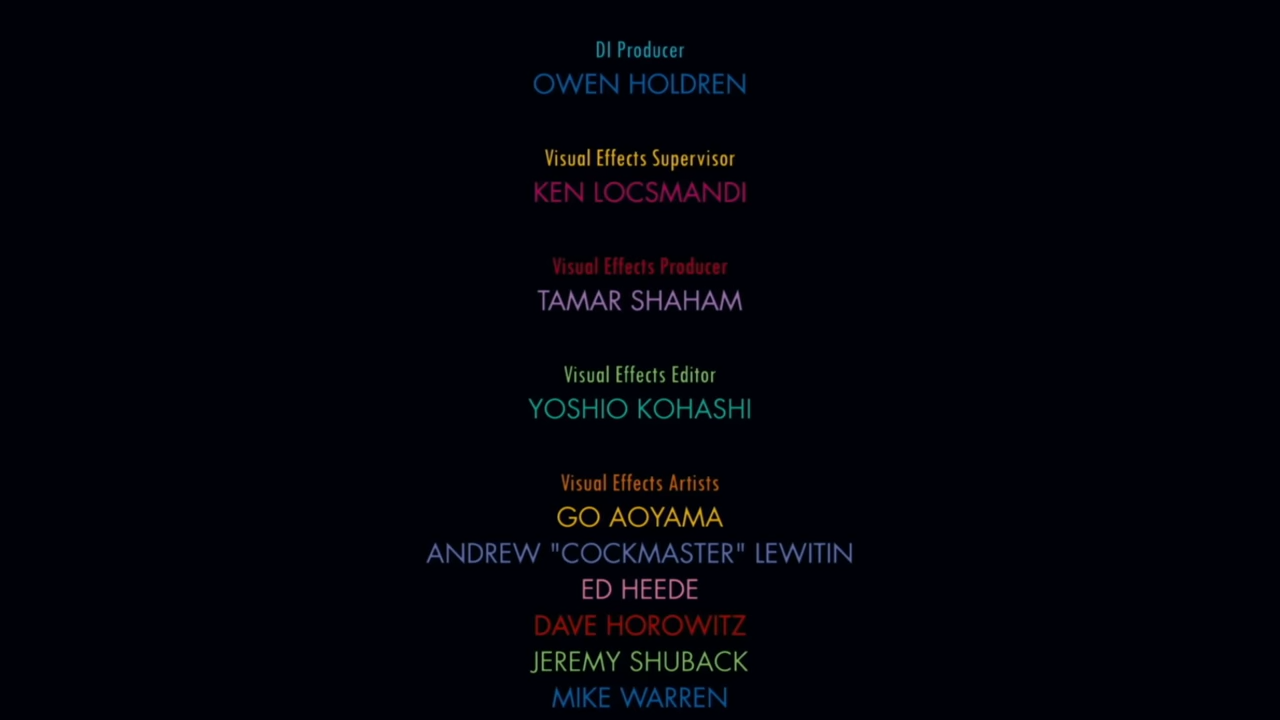 DI Producer
OWEN HOLDREN
Visual Effects Supervisor
KEN LOCSMANDI
Visual Effects Producer
TAMAR SHAHAM
Visual Effects Editor
YOSHIO KOHASHI
Visual Effects Artists
GO AOYAMA
ANDREW "COCKMASTER" LEWITIN
ED HEEDE
DAVE HOROWITZ
JEREMY SHUBACK
MIKE WARREN